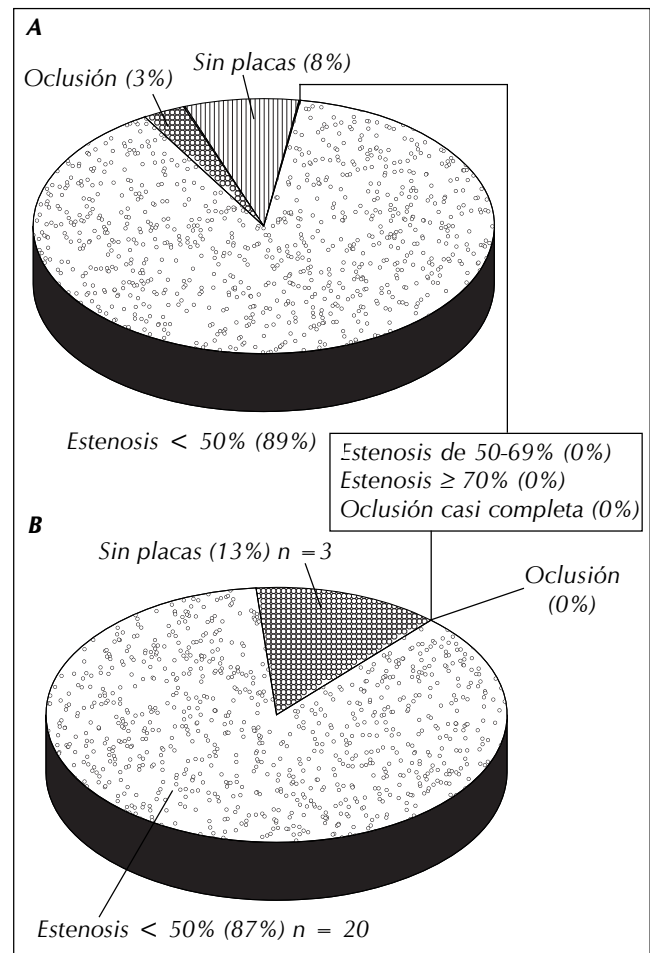 A
Sin placas (8%)
Oclusión (3%)
Estenosis < 50% (89%)
Estenosis de 50-69% (0%)
Estenosis ≥ 70% (0%)
Oclusión casi completa (0%)
B
Sin placas (13%) n = 3
Oclusión
(0%)
Estenosis < 50% (87%) n = 20